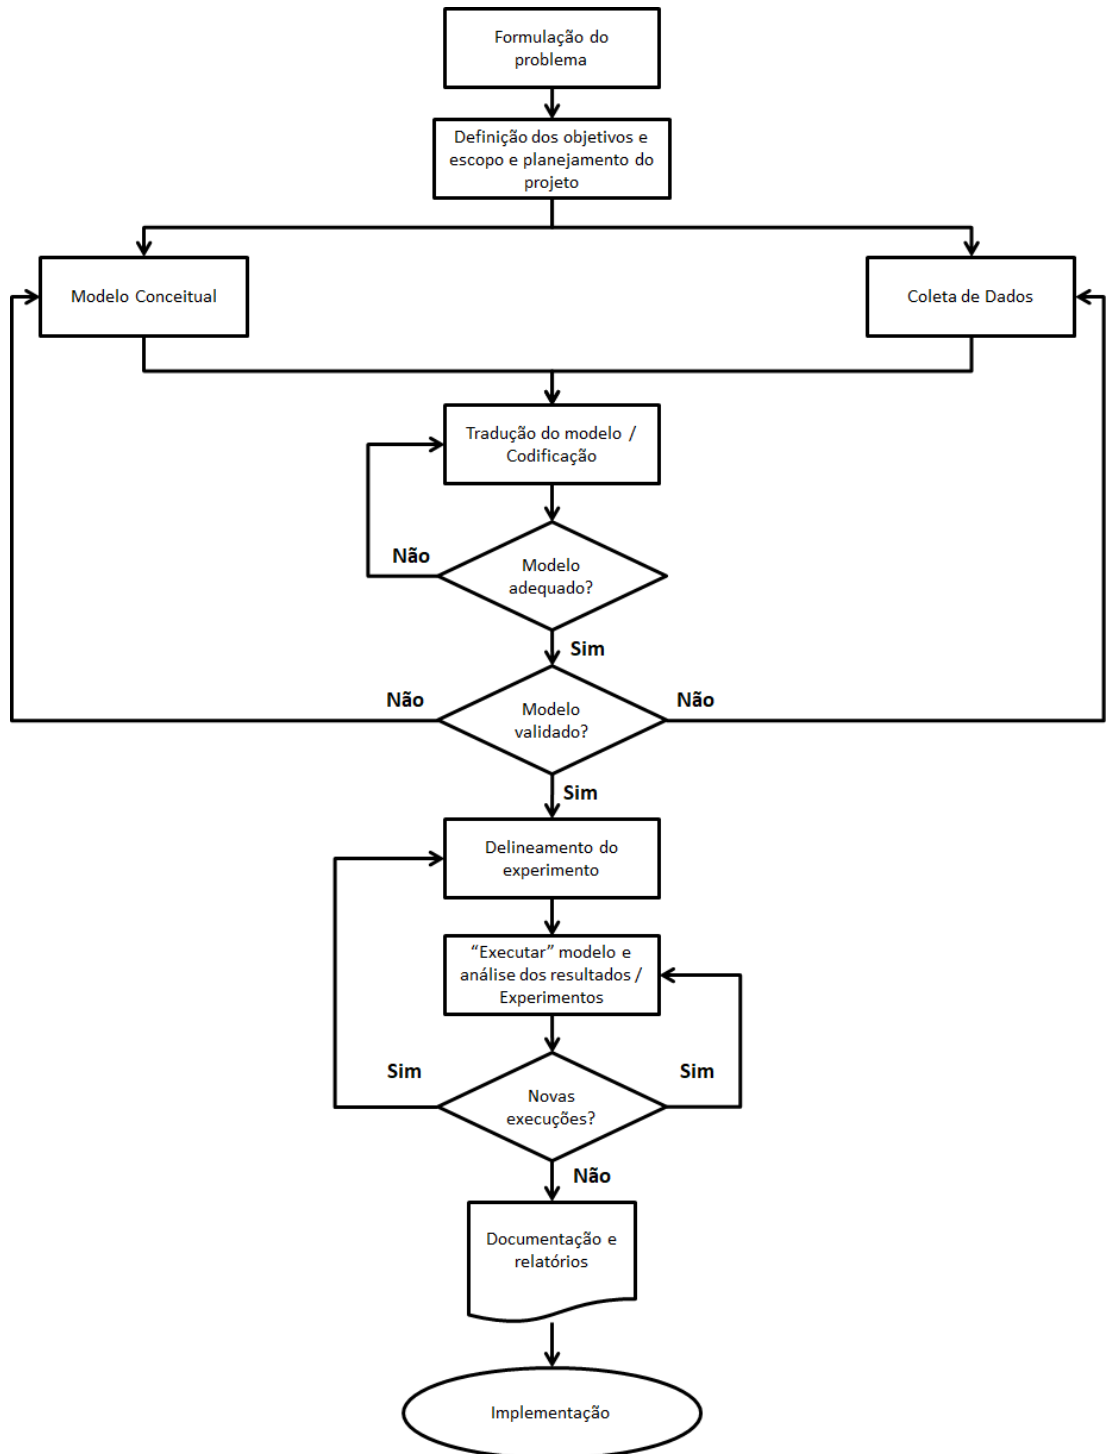 Formulação do
problema
Definição dos objetivos e
escopo e planejamento do
projeto
Modelo Conceitual
Coleta de Dados
Tradução do modelo /
Codificação
Não
Modelo
adequado?
Sim
Não
Modelo
validado?
Não
Sim
Delineamento do
experimento
“Executar” modelo e
análise dos resultados /
Experimentos
Sim
Novas
execuções?
Sim
Não
Documentação e
relatórios
Implementação